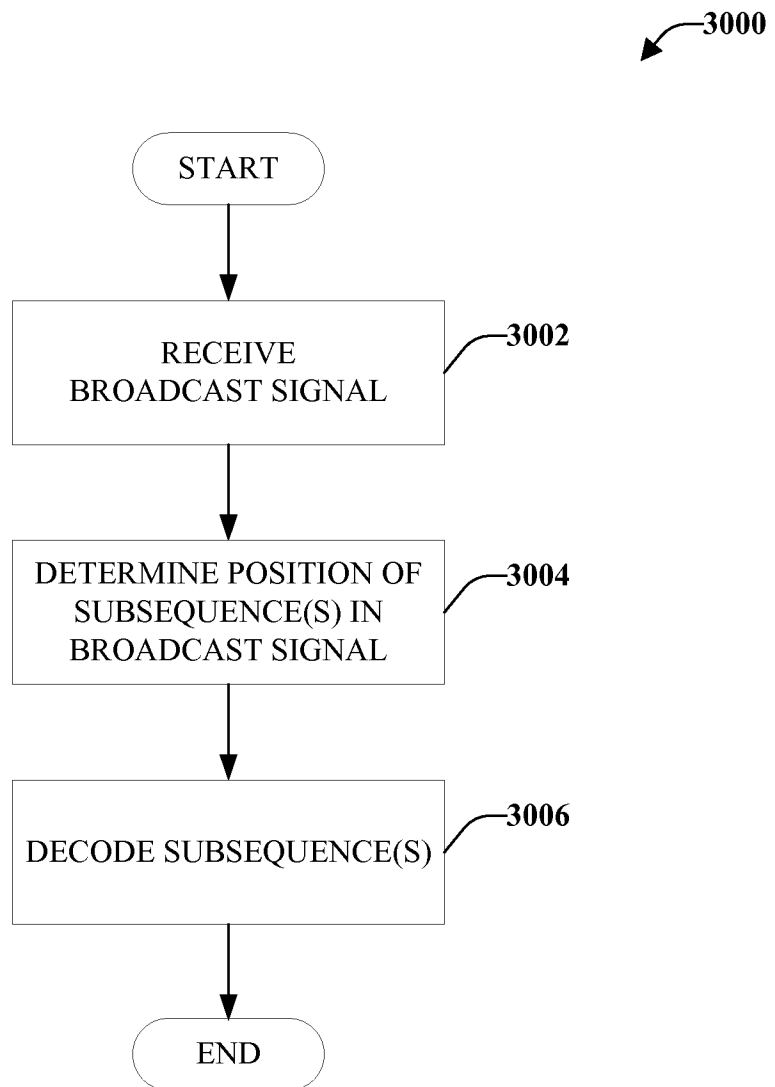 3000
START
RECEIVE
BROADCAST SIGNAL
3002
DETERMINE POSITION OF
SUBSEQUENCE(S) IN
BROADCAST SIGNAL
3004
DECODE SUBSEQUENCE(S)
3006
END